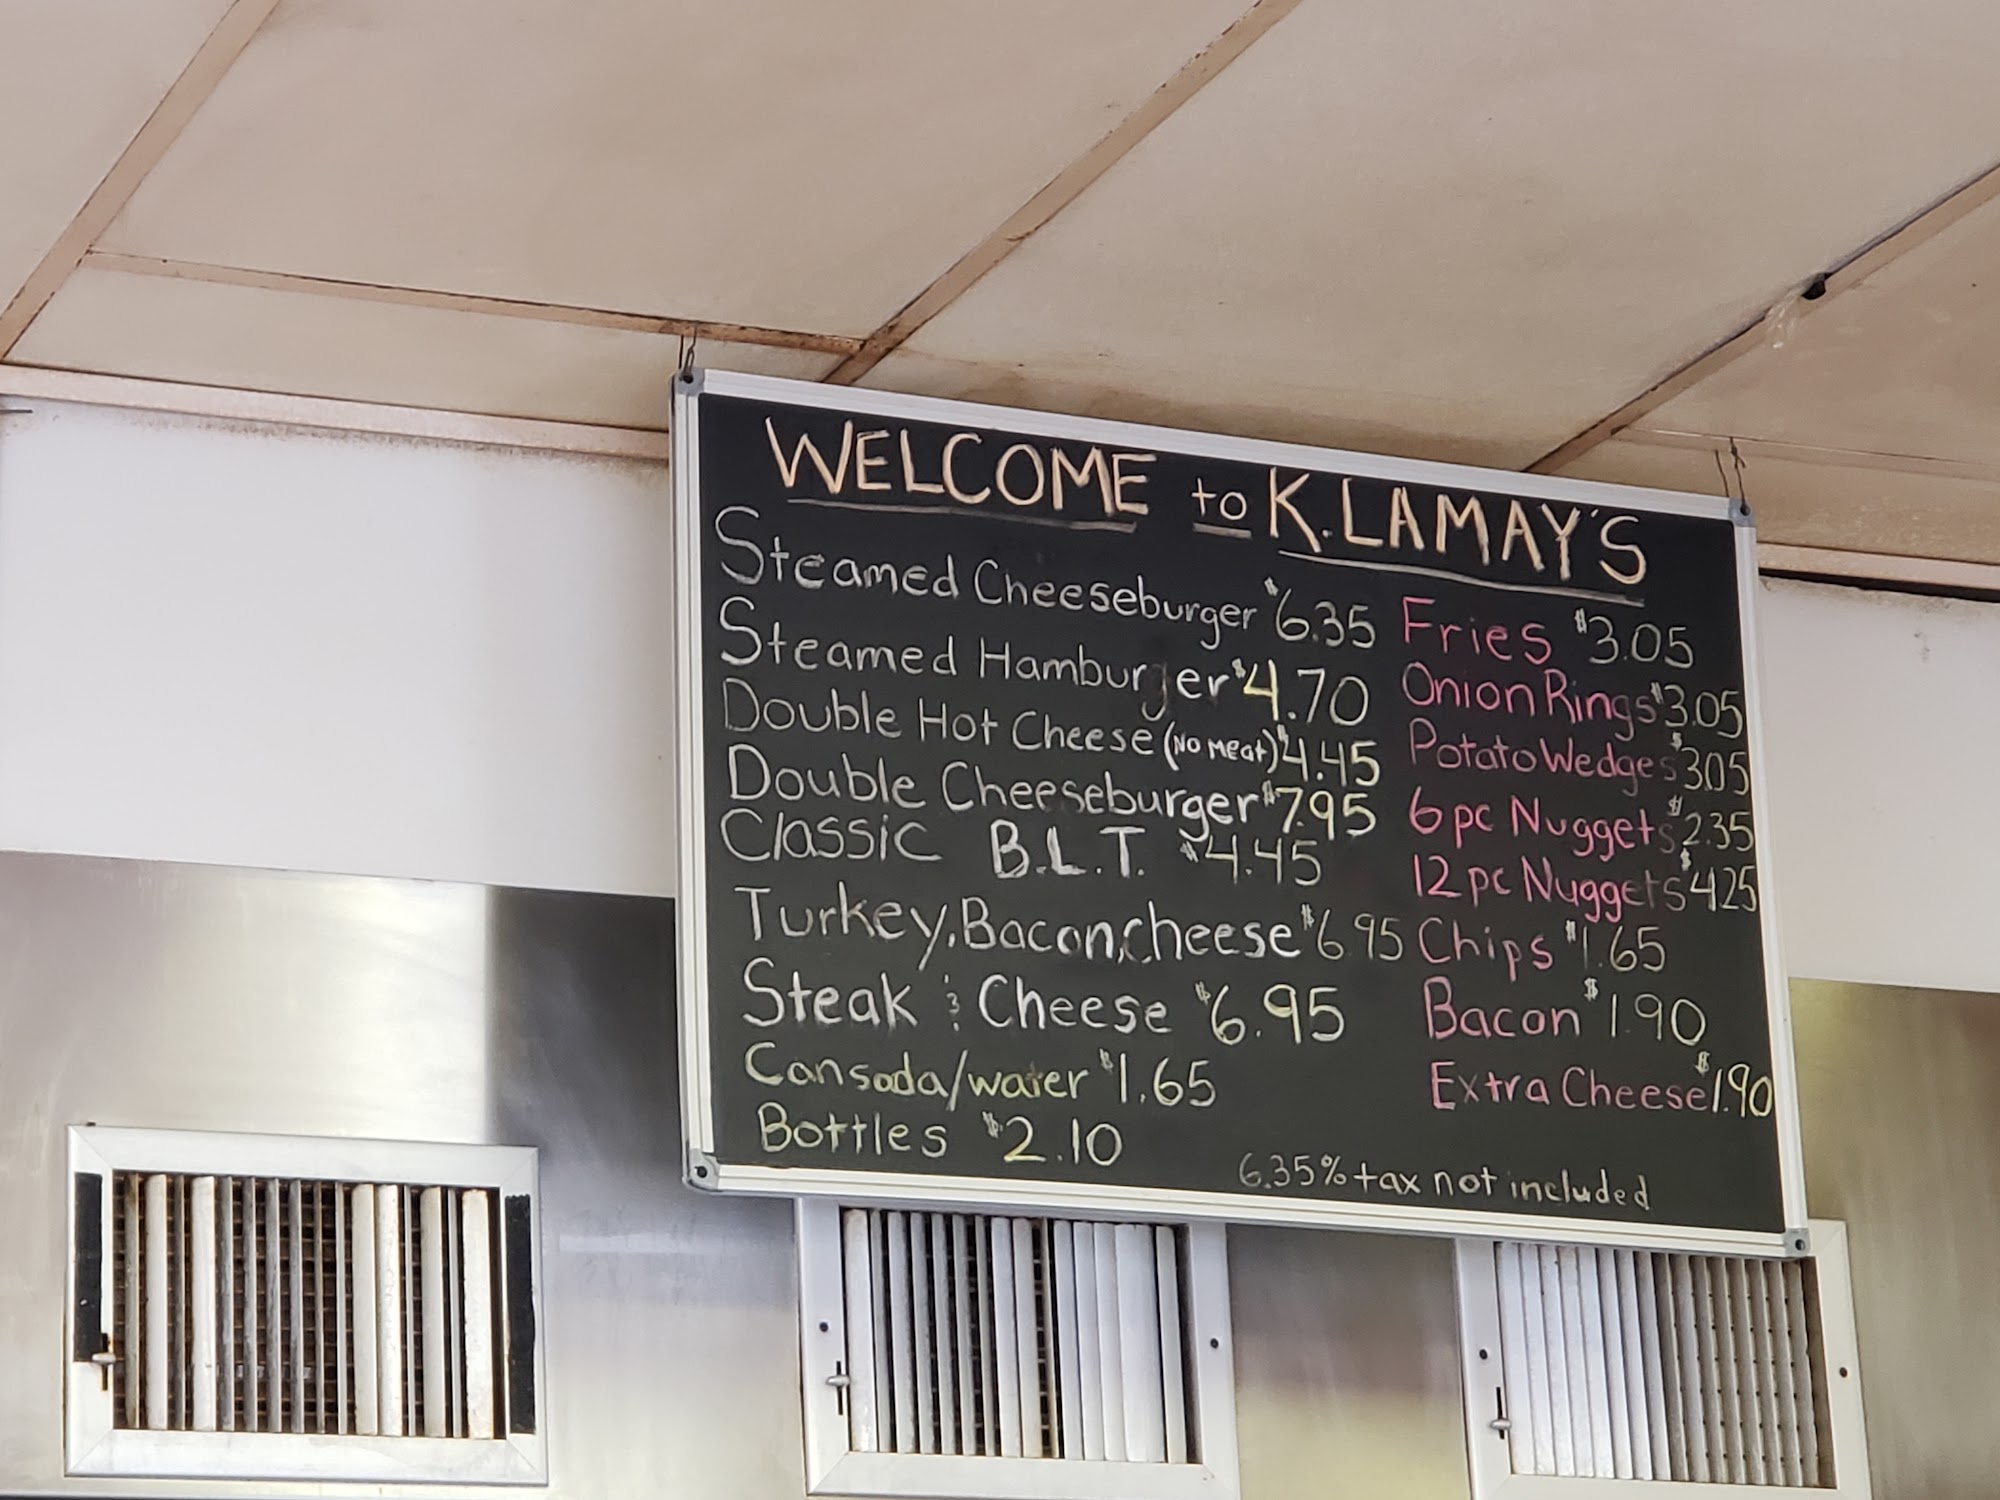 WELCOME to K.LAMAY'S
Steamed Cheeseburger $6.35
Steamed Hamburger $4.70
Double Hot Cheese (No Meat) $4.45
Double Cheeseburger $7.95
Classic B.L.T. $4.45
Turkey, Bacon, cheese $6.95
Steak & Cheese $6.95
Can soda/water $1.65
Bottles $2.10
Fries $3.05
Onion Rings $3.05
Potato Wedges $3.05
6 pc Nuggets $2.35
12 pc Nuggets $4.25
Chips $1.65
Bacon $1.90
Extra Cheese $1.90
6.35% tax not included